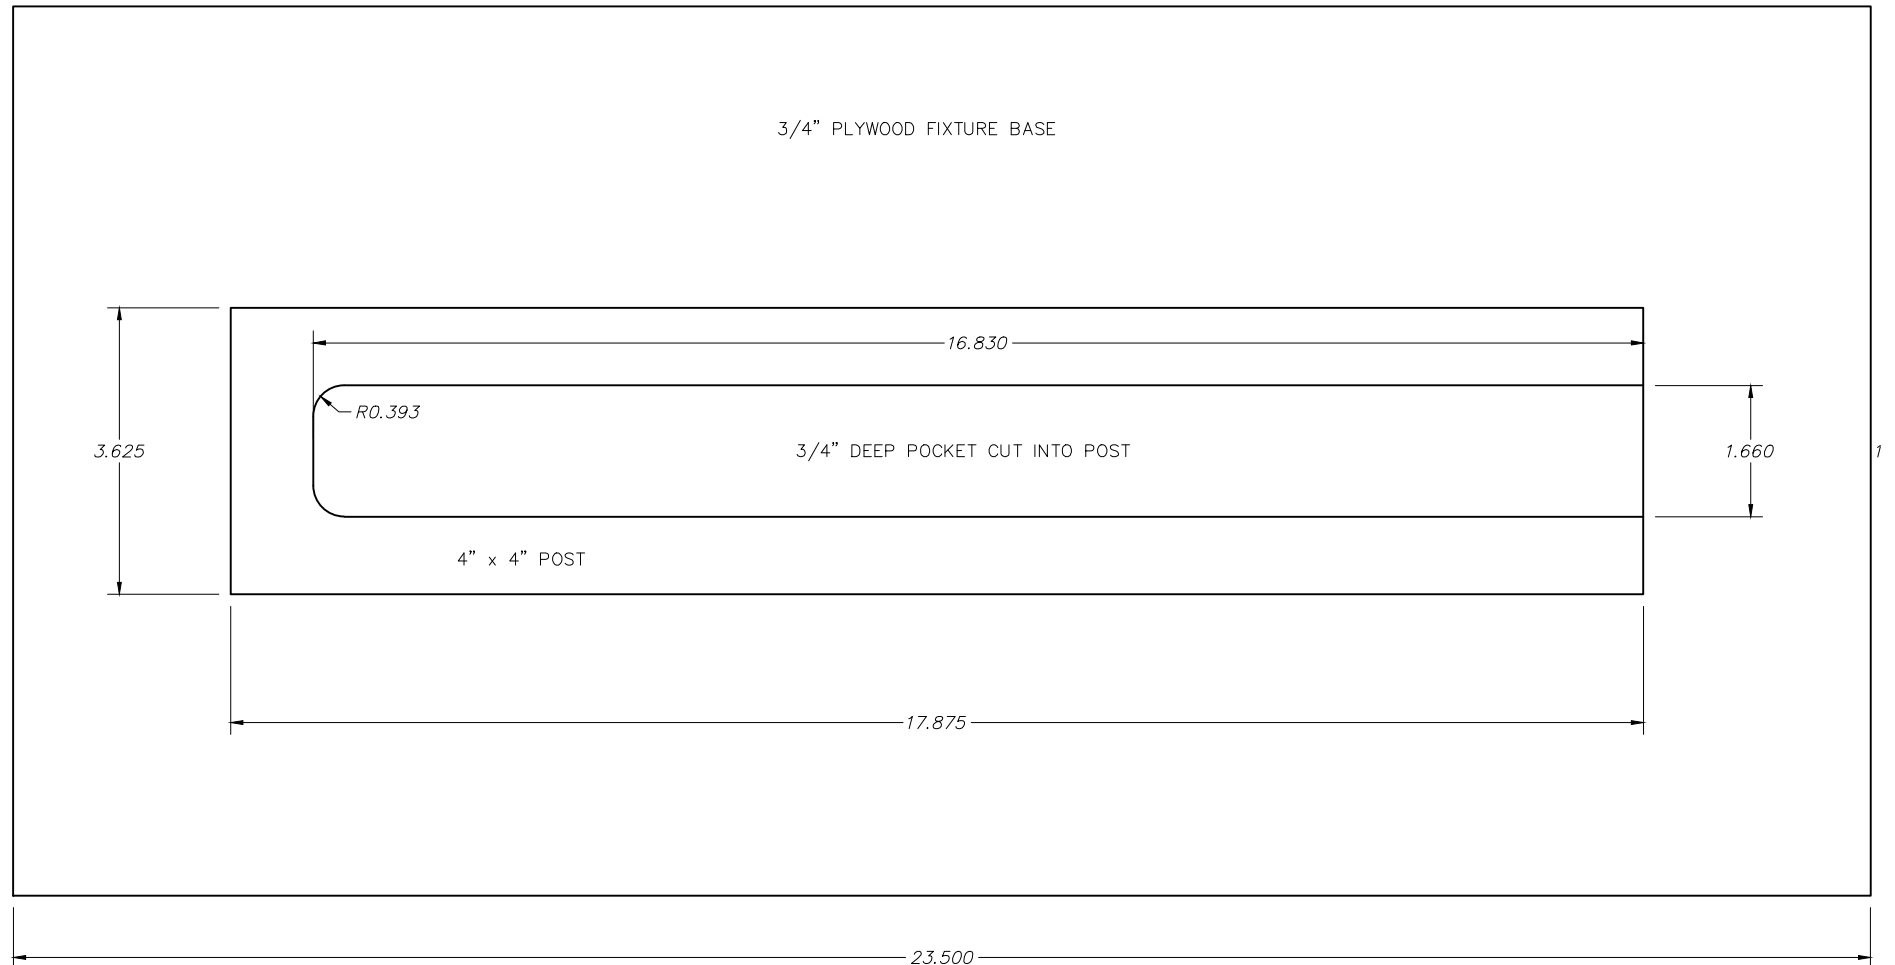 3/4” PLYWOOD FIXTURE BASE
16.830
R0.393
3.625
3/4” DEEP POCKET CUT INTO POST
1.660
1
4” x 4” POST
17.875
23.500